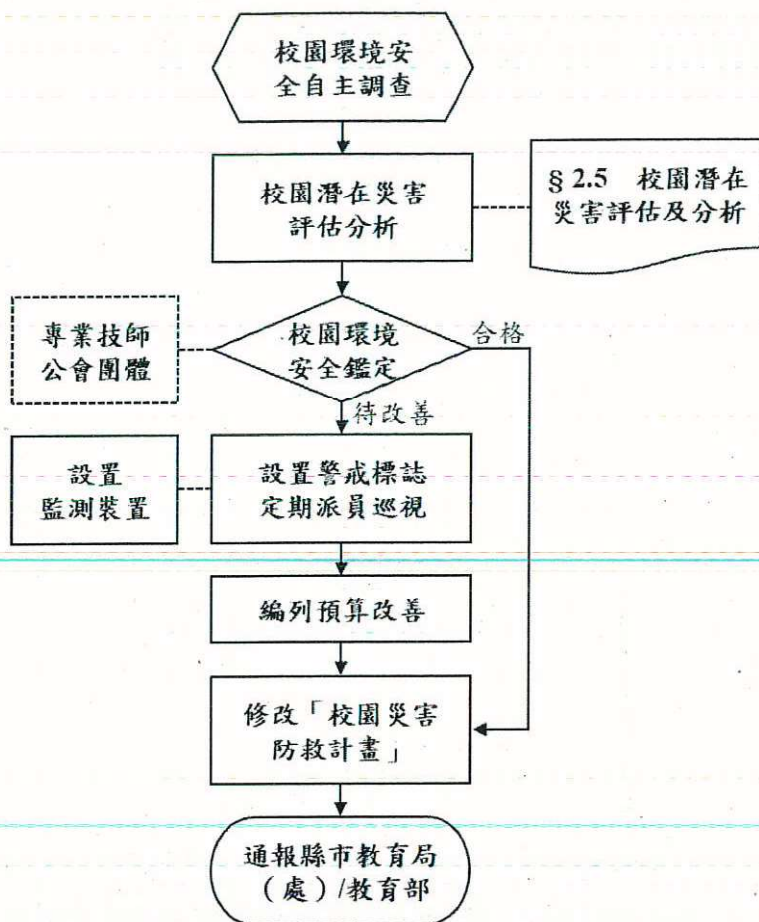 校園環境安
全自主調查
校園潛在災害
評估分析
§ 2.5 校園潛在
災害評估及分析
專業技師
公會團體
校園環境
安全鑑定
合格
待改善
設置
監測裝置
設置警戒標誌
定期派員巡視
編列預算改善
修改「校園災害
防救計畫」
通報縣市教育局
（處）/教育部